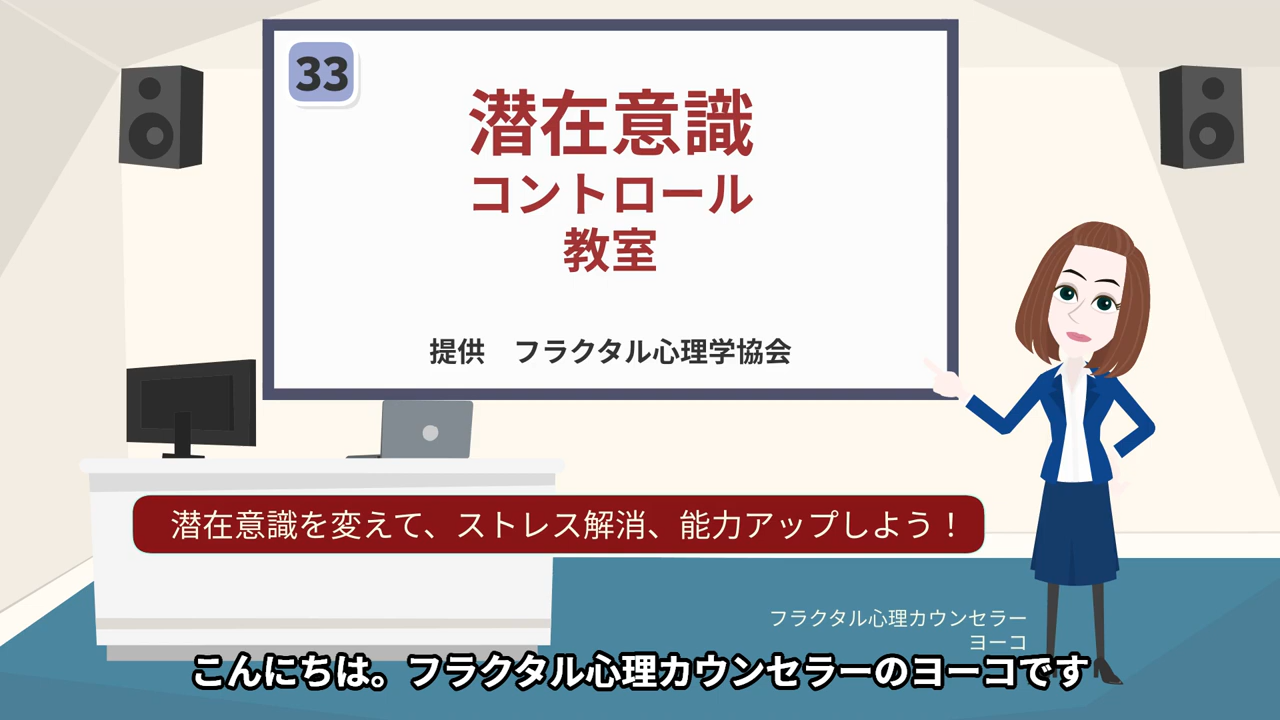 33
潜在意識
コントロール
教室
提供　フラクタル心理学協会
潜在意識を変えて、ストレス解消、能力アップしよう！
フラクタル心理カウンセラー
ヨーコ
こんにちは。フラクタル心理カウンセラーのヨーコです